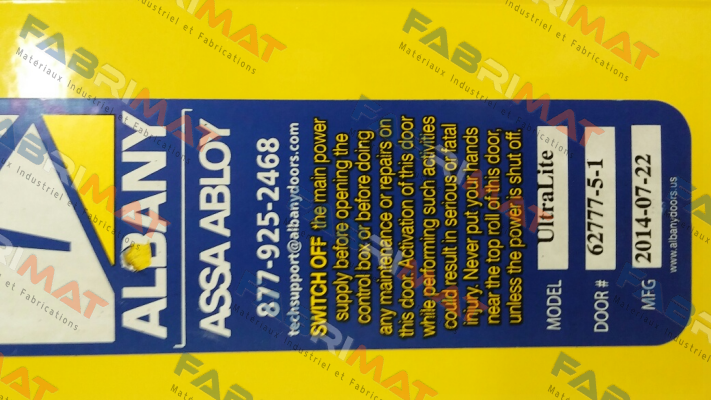 ALBANY
ASSA ABLOY
877-925-2468
techsupport@albanydoors.com
SWITCH OFF the main power
supply before opening the
control box or before doing
any maintenance or repairs on
this door. Activation of this door
while performing such activities
could result in serious or fatal
injury. Never put your hands
near the top roll of this door,
unless the power is shut off.
MODEL UltraLite
DOOR # 62777-5-1
MFG 2014-07-22
www.albanydoors.us
FABRIMAT
Matériaux Industriel et Fabrications